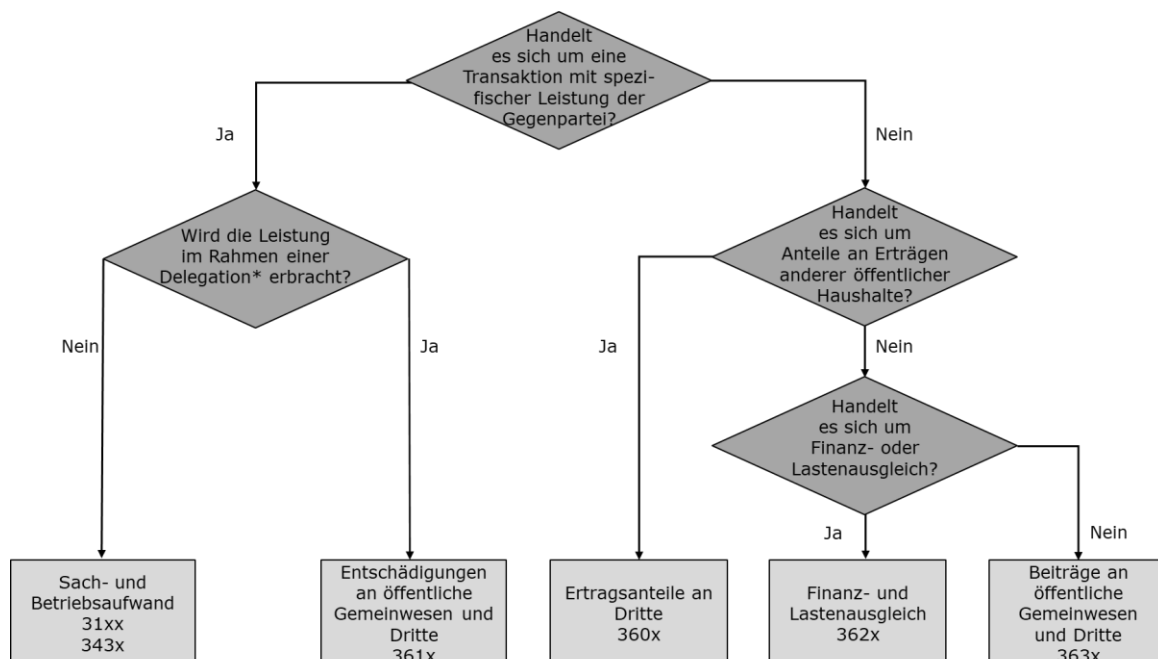 Handelt
es sich um eine
Transaktion mit spezi-
fischer Leistung der
Gegenpartei?
Ja
Nein
Wird die Leistung
im Rahmen einer
Delegation* erbracht?
Handelt
es sich um
Anteile an Erträgen
anderer öffentlicher
Haushalte?
Nein
Ja
Ja
Nein
Handelt
es sich um
Finanz- oder
Lastenausgleich?
Ja
Nein
Sach- und
Betriebsaufwand
31xx
343x
Entschädigungen
an öffentliche
Gemeinwesen und
Dritte
361x
Ertragsanteile an
Dritte
360x
Finanz- und
Lastenausgleich
362x
Beiträge an
öffentliche
Gemeinwesen
und Dritte
363x